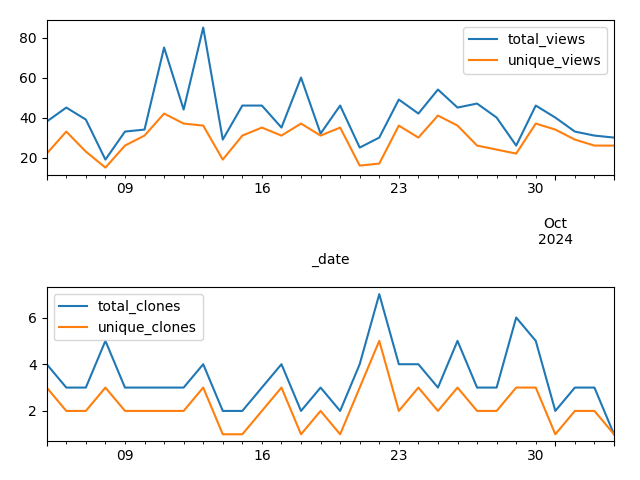 80
60
40
20
total_views
unique_views
09 16 23 30
Oct
2024
_date
6
4
2
total_clones
unique_clones
09 16 23 30